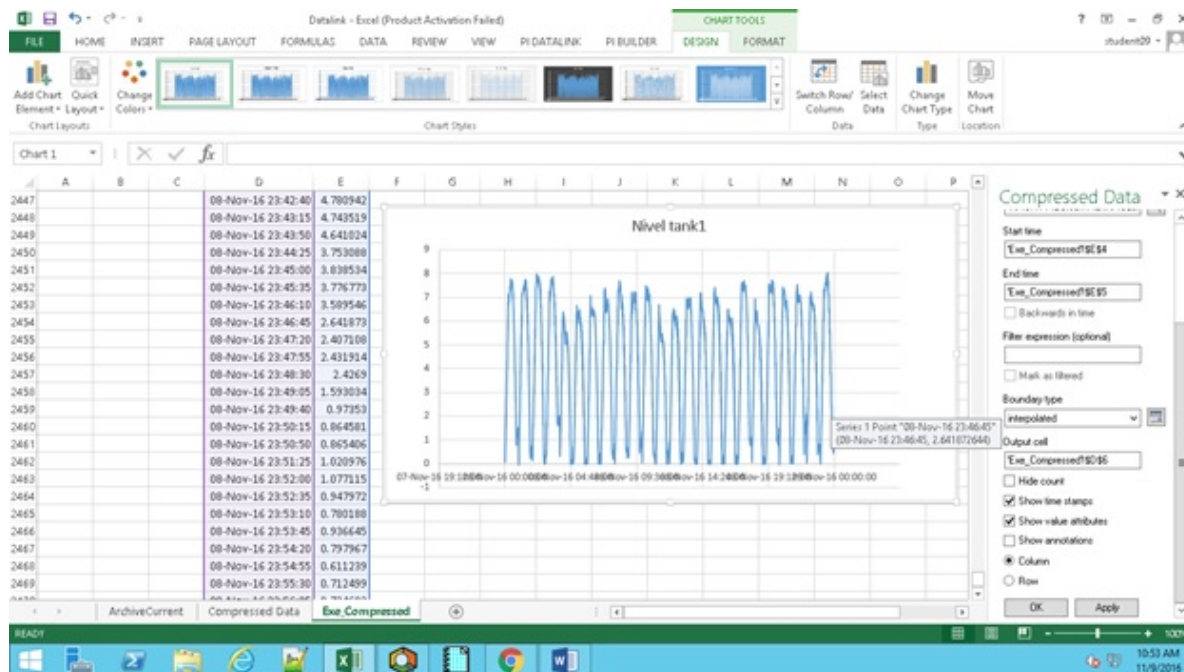 Datalink - Excel (Product Activation Failed)
CHART TOOLS
FILE HOME INSERT PAGE LAYOUT FORMULAS DATA REVIEW VIEW PI DATALINK PI BUILDER DESIGN FORMAT
student29
Add Chart Element
Quick Layout
Change Colors
Switch Row/ Column
Select Data
Change Chart Type
Move Chart
Chart Layouts
Chart Styles
Data
Type
Location
Chart 1
fx
A B C D E F G H I J K L M N O P
2447 08-Nov-16 23:42:40 4.780942
2448 08-Nov-16 23:43:15 4.743519
2449 08-Nov-16 23:43:50 4.641024
2450 08-Nov-16 23:44:25 3.753088
2451 08-Nov-16 23:45:00 3.838534
2452 08-Nov-16 23:45:35 3.776773
2453 08-Nov-16 23:46:10 3.589546
2454 08-Nov-16 23:46:45 2.641873
2455 08-Nov-16 23:47:20 2.407108
2456 08-Nov-16 23:47:55 2.431914
2457 08-Nov-16 23:48:30 2.4269
2458 08-Nov-16 23:49:05 1.593034
2459 08-Nov-16 23:49:40 0.97353
2460 08-Nov-16 23:50:15 0.864581
2461 08-Nov-16 23:50:50 0.865406
2462 08-Nov-16 23:51:25 1.020976
2463 08-Nov-16 23:52:00 1.077115
2464 08-Nov-16 23:52:35 0.947972
2465 08-Nov-16 23:53:10 0.780188
2466 08-Nov-16 23:53:45 0.936645
2467 08-Nov-16 23:54:20 0.797967
2468 08-Nov-16 23:54:55 0.611239
2469 08-Nov-16 23:55:30 0.712499
Nivel tank1
9
8
7
6
5
4
3
2
1
0
-1
Series 1 Point "08-Nov-16 23:46:45"
(08-Nov-16 23:46:45, 2.641872644)
Compressed Data
Start time
'Exe_Compressed'!$E$4
End time
'Exe_Compressed'!$E$5
Backwards in time
Filter expression (optional)
Mark as filtered
Boundary type
interpolated
Output cell
'Exe_Compressed'!$D$6
Hide count
Show time stamps
Show value attributes
Show annotations
Column
Row
OK Apply
ArchiveCurrent Compressed Data Exe_Compressed
READY
100%
10:53 AM
11/9/2016